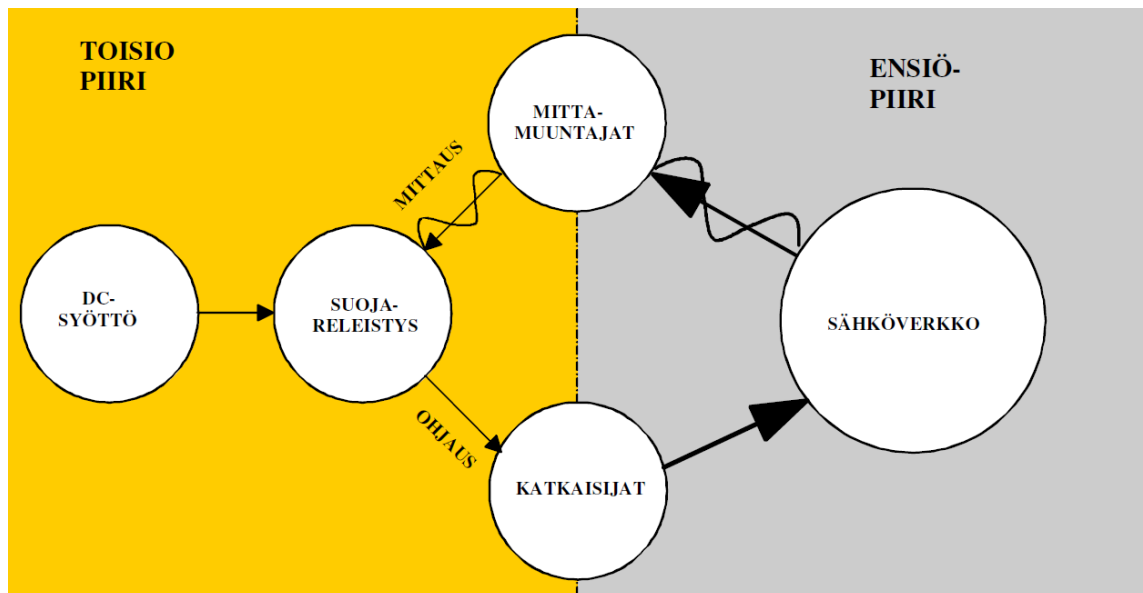 TOISIO
PIIRI
ENSIÖ-
PIIRI
MITTA-
MUUNTAJAT
MITTAUS
DC-
SYÖTTÖ
SUOJA-
RELEISTYS
SÄHKÖVERKKO
OHJAUS
KATKAISIJAT